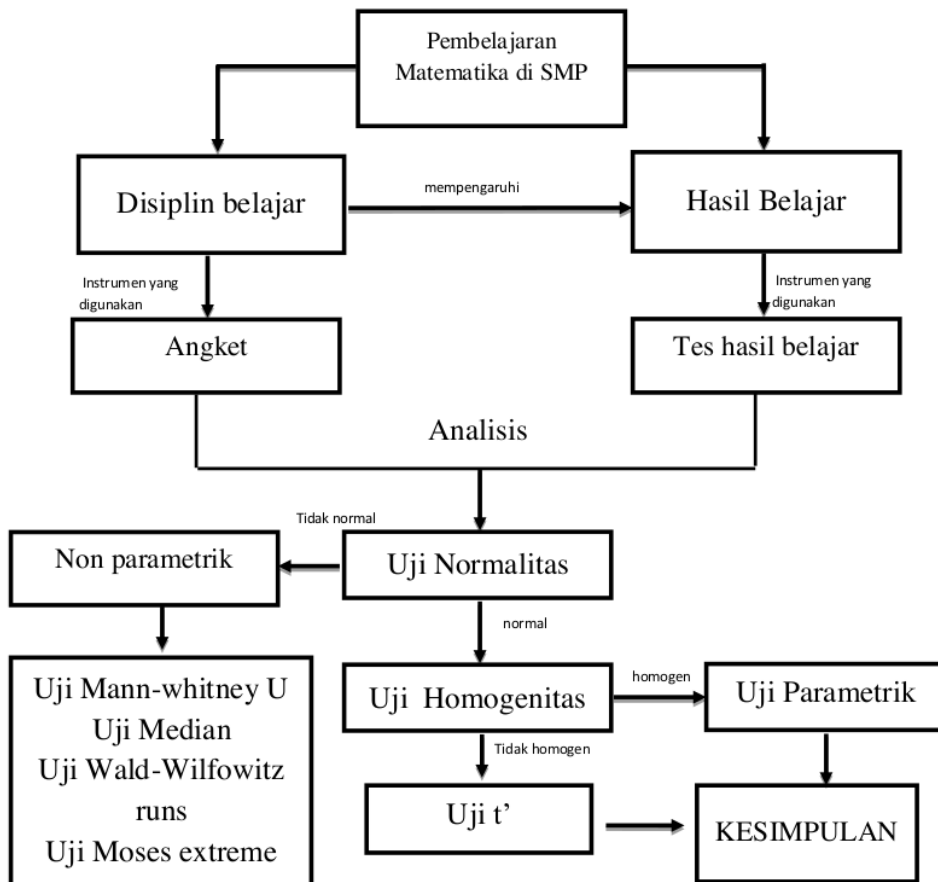 Pembelajaran
Matematika di SMP
Disiplin belajar
mempengaruhi
Hasil Belajar
Instrumen yang
digunakan
Instrumen yang
digunakan
Angket
Tes hasil belajar
Analisis
Tidak normal
Non parametrik
Uji Normalitas
normal
Uji Mann-whitney U
Uji Median
Uji Wald-Wilfowitz
runs
Uji Moses extreme
Uji Homogenitas
homogen
Uji Parametrik
Tidak homogen
Uji t’
KESIMPULAN